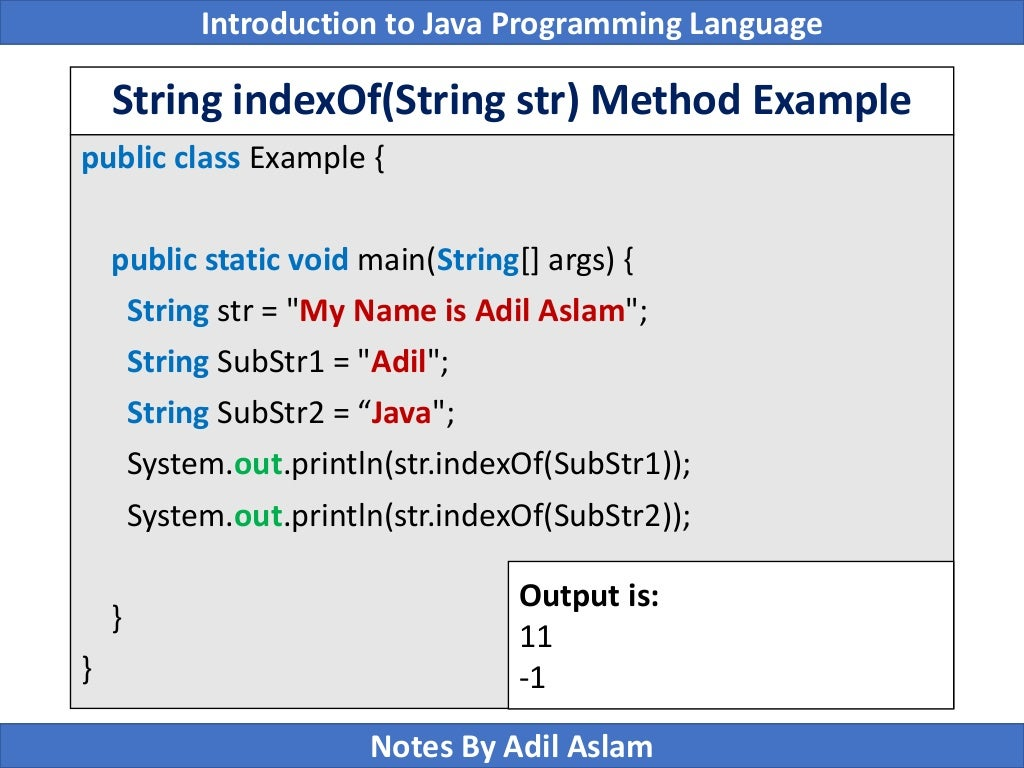 Introduction to Java Programming Language
String indexOf(String str) Method Example
public class Example {
public static void main(String[] args) {
String str = "My Name is Adil Aslam";
String SubStr1 = "Adil";
String SubStr2 = “Java";
System.out.println(str.indexOf(SubStr1));
System.out.println(str.indexOf(SubStr2));
}
}
Output is:
11
-1
Notes By Adil Aslam